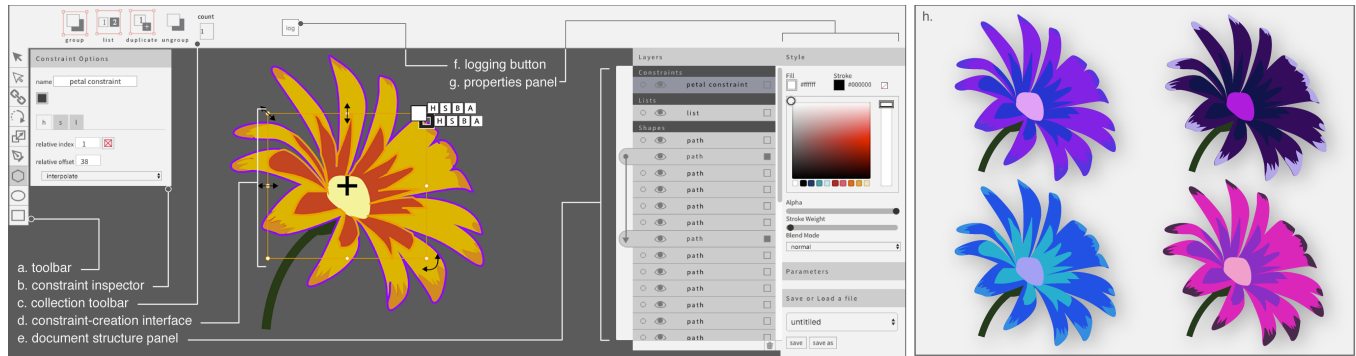 count
1
1 2
1
group
list
duplicate
ungroup
log
Constraint Options
name petal constraint
h s l
relative index 1
relative offset 38
interpolate
H S B A
H S B A
f. logging button
g. properties panel
a. toolbar
b. constraint inspector
c. collection toolbar
d. constraint-creation interface
e. document structure panel
Layers
Constraints
petal constraint
Lists
list
Shapes
path
path
path
path
path
path
path
path
path
path
path
path
path
Style
Fill
Stroke
#ffffff
#000000
Alpha
Stroke Weight
Blend Mode
normal
Parameters
Save or Load a file
untitled
save
save as
h.